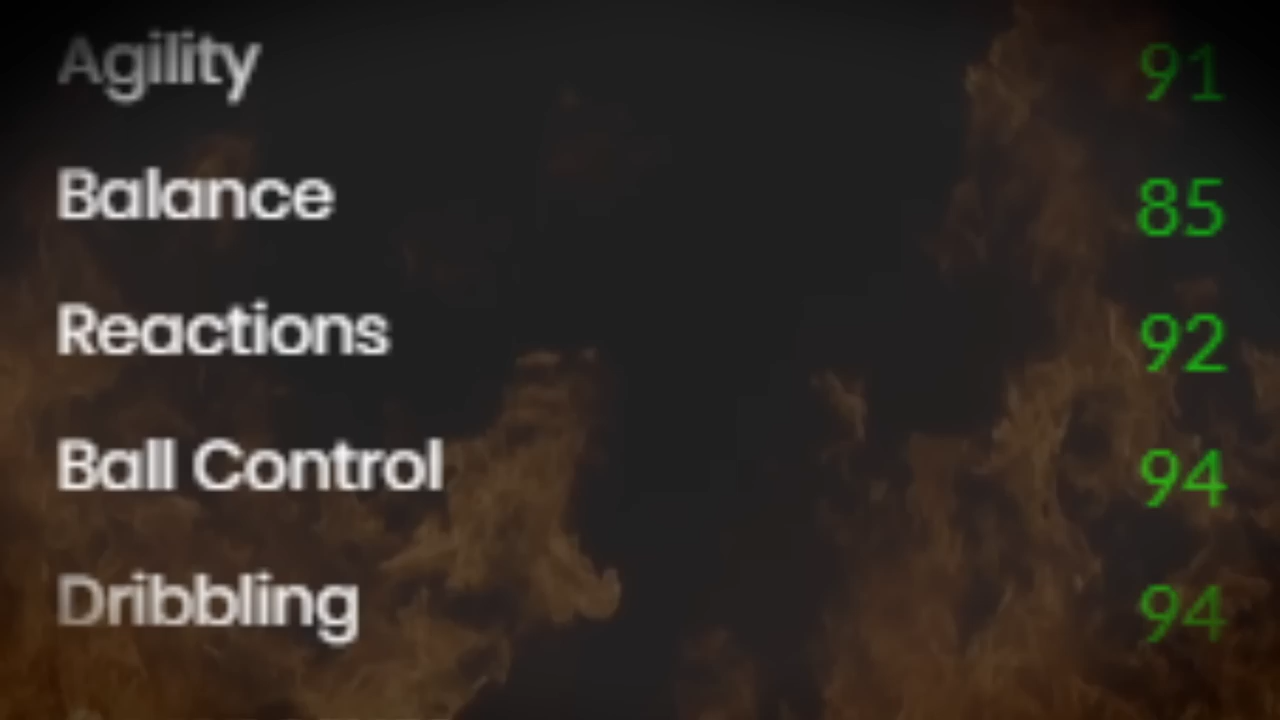 Agility 91
Balance 85
Reactions 92
Ball Control 94
Dribbling 94